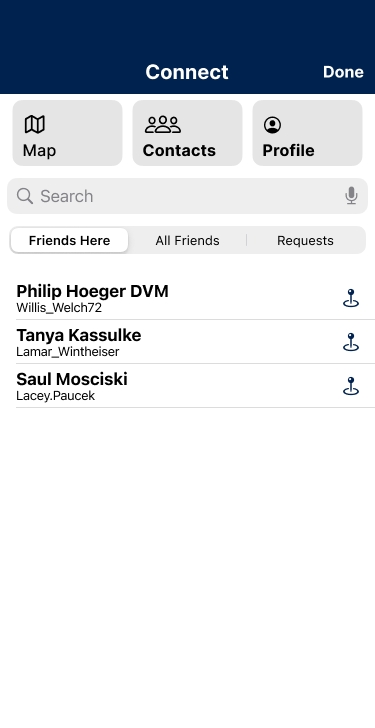 Connect
Done
Map
Contacts
Profile
Search
Friends Here
All Friends
Requests
Philip Hoeger DVM
Willis_Welch72
Tanya Kassulke
Lamar_Wintheiser
Saul Mosciski
Lacey.Paucek